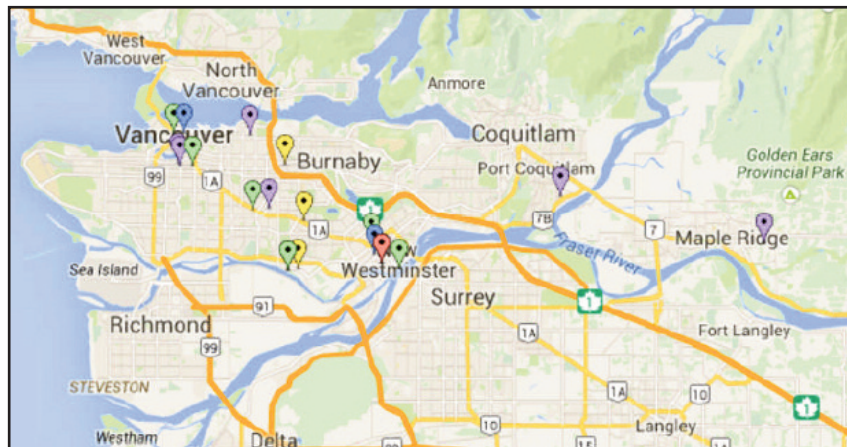 West
Vancouver
North
Vancouver
Anmore
Vancouver
Burnaby
Coquitlam
Port Coquitlam
Golden Ears
Provincial Park
99
1A
7B
7
1A
Maple Ridge
Fraser River
Sea Island
Westminster
Surrey
1
91
Richmond
99
1A
Fort Langley
STEVESTON
1A
10
1
10
Langley
Westham
Delta